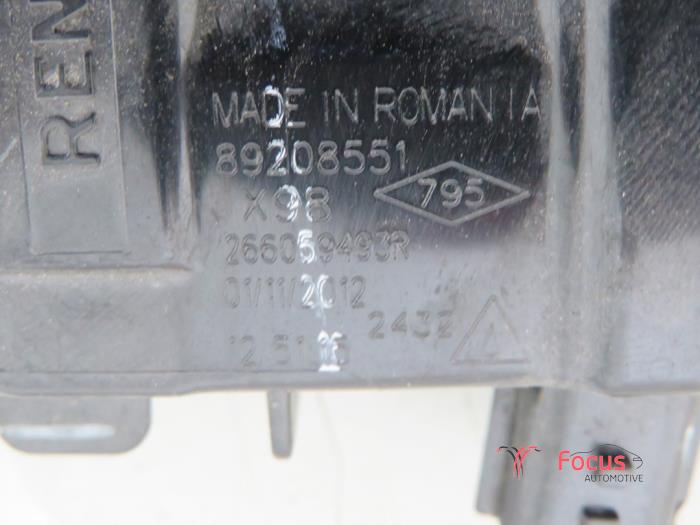 REN
MADE IN ROMANIA
89208551
795
X98
266059493R
01/11/2012
2432
Focus
AUTOMOTIVE